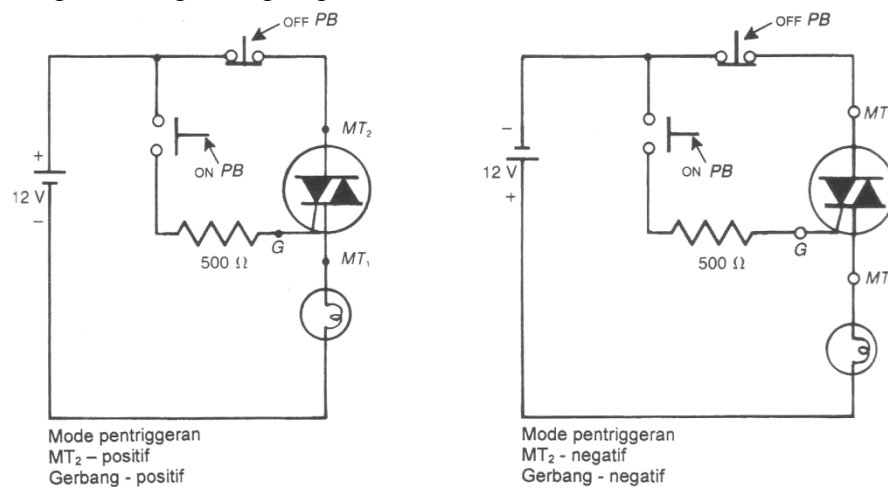 OFF PB
MT2
+
12 V
−
ON PB
500 Ω
G
MT1
Mode pentriggeran
MT2 – positif
Gerbang - positif
OFF PB
MT
−
12 V
+
ON PB
500 Ω
G
MT
Mode pentriggeran
MT2 - negatif
Gerbang - negatif